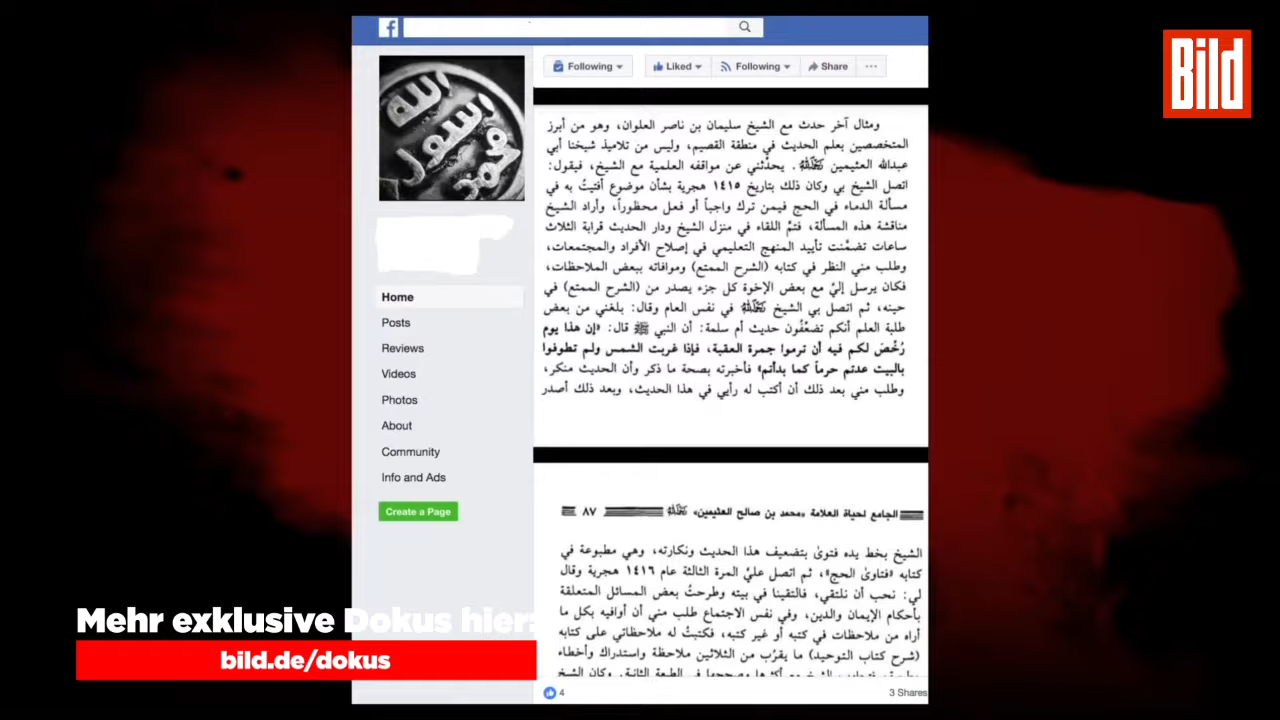 f
Bild
Following
Liked
Following
Share
الله
رسول
محمد
Home
Posts
Reviews
Videos
Photos
About
Community
Info and Ads
Create a Page
ومثال آخر حدث مع الشيخ سليمان بن ناصر العلوان، وهو من أبرز
المتخصصين بعلم الحديث في منطقة القصيم، وليس من تلاميذ شيخنا أبي
عبدالله العثيمين رَحِمَهُ اللهُ. يحدَّثني عن مواقفه العلمية مع الشيخ، فيقول:
اتصل الشيخ بي وكان ذلك بتاريخ ١٤١٥ هجرية بشأن موضوع أفتيتُ به في
مسألة الدماء في الحج فيمن ترك واجباً أو فعل محظوراً، وأراد الشيخ
مناقشة هذه المسألة، فتمَّ اللقاء في منزل الشيخ ودار الحديث قرابة الثلاث
ساعات تضمَّنت تأييد المنهج التعليمي في إصلاح الأفراد والمجتمعات،
وطلب مني النظر في كتابه (الشرح الممتع) وموافاته ببعض الملاحظات،
فكان يرسل إليَّ مع بعض الإخوة كل جزء يصدر من (الشرح الممتع) في
حينه، ثم اتصل بي الشيخ رَحِمَهُ اللهُ في نفس العام وقال: بلغني من بعض
طلبة العلم أنكم تضعِّفُون حديث أم سلمة: أن النبي ﷺ قال: «إن هذا يوم
رُخِّصَ لكم فيه أن ترموا جمرة العقبة، فإذا غربت الشمس ولم تطوفوا
بالبيت عدتم حرماً كما بدأتم» فأخبرته بصحة ما ذكر وأن الحديث منكر،
وطلب مني بعد ذلك أن أكتب له رأيي في هذا الحديث، وبعد ذلك أصدر
الجامع لحياة العلامة «محمد بن صالح العثيمين» رَحِمَهُ اللهُ ٨٧
الشيخ بخط يده فتوىٰ بتضعيف هذا الحديث ونكارته، وهي مطبوعة في
كتابه «فتاوىٰ الحج»، ثم اتصل عليَّ المرة الثالثة عام ١٤١٦ هجرية وقال
لي: نحب أن نلتقي، فالتقينا في بيته وطرحتُ بعض المسائل المتعلقة
بأحكام الإيمان والدين، وفي نفس الاجتماع طلب مني أن أوافيه بكل ما
أراه من ملاحظات في كتبه أو غير كتبه، فكتبتُ له ملاحظاتي على كتابه
(شرح كتاب التوحيد) ما يقرُب من الثلاثين ملاحظة واستدراك وأخطاء
4
3 Shares
Mehr exklusive Dokus hier:
bild.de/dokus